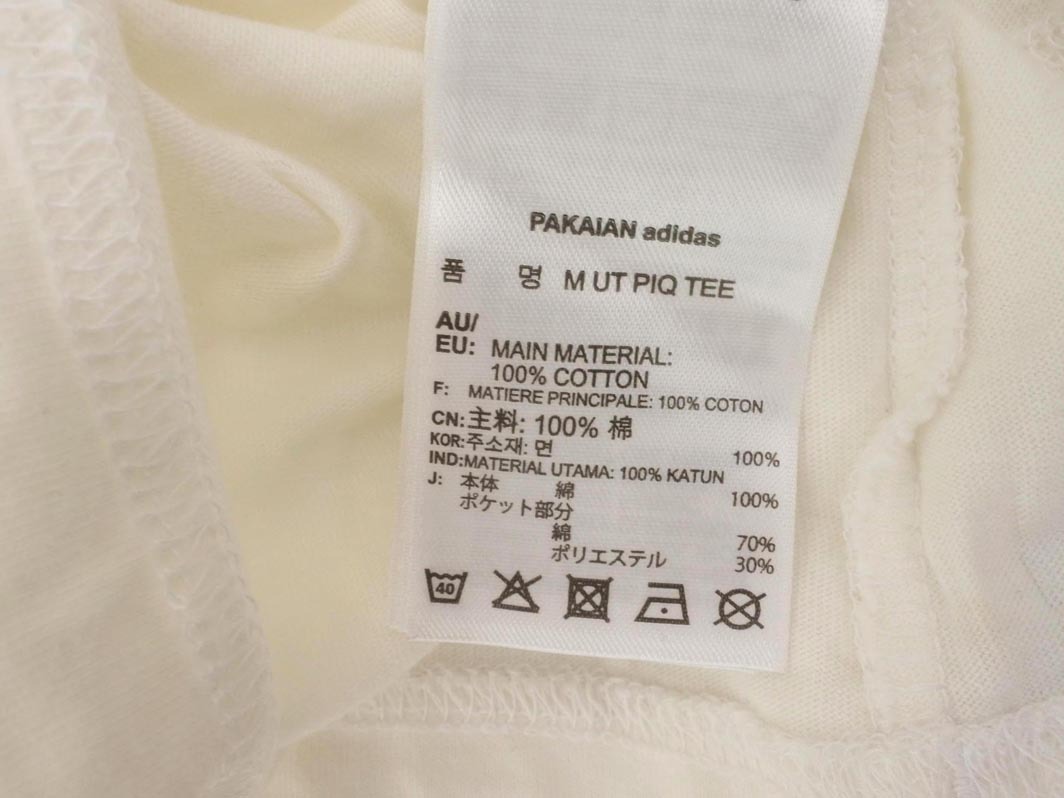 PAKAIAN adidas
품 명 M UT PIQ TEE
AU/
EU: MAIN MATERIAL:
100% COTTON
F: MATIERE PRINCIPALE: 100% COTON
CN: 主料: 100% 棉
KOR: 주소재: 면 100%
IND: MATERIAL UTAMA: 100% KATUN
J: 本体 綿 100%
ポケット部分
綿 70%
ポリエステル 30%
40